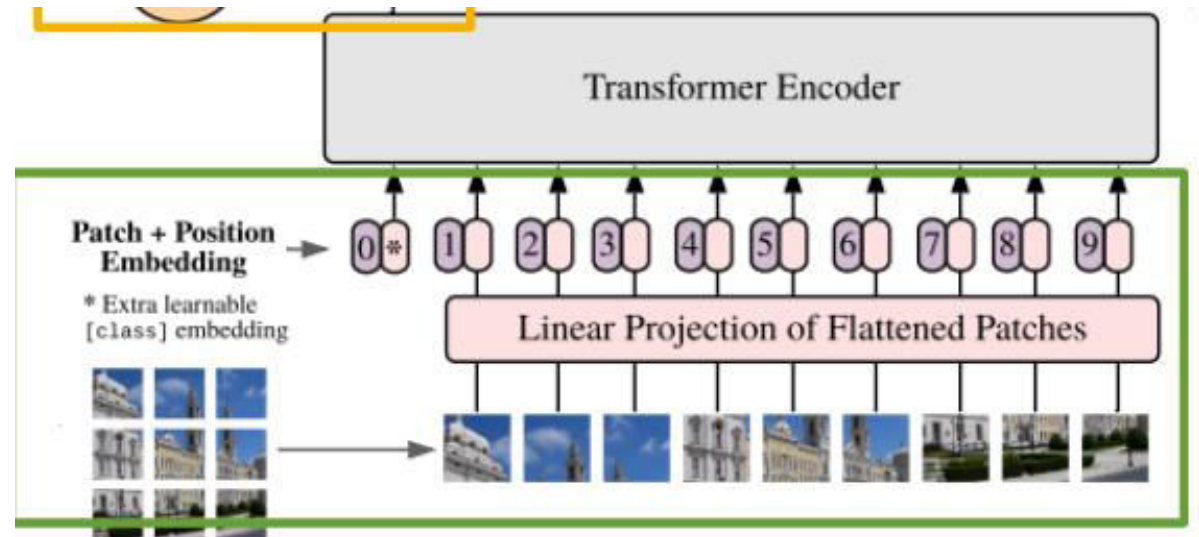 Transformer Encoder
Patch + Position
Embedding
0 * 1 2 3 4 5 6 7 8 9
* Extra learnable
[class] embedding
Linear Projection of Flattened Patches